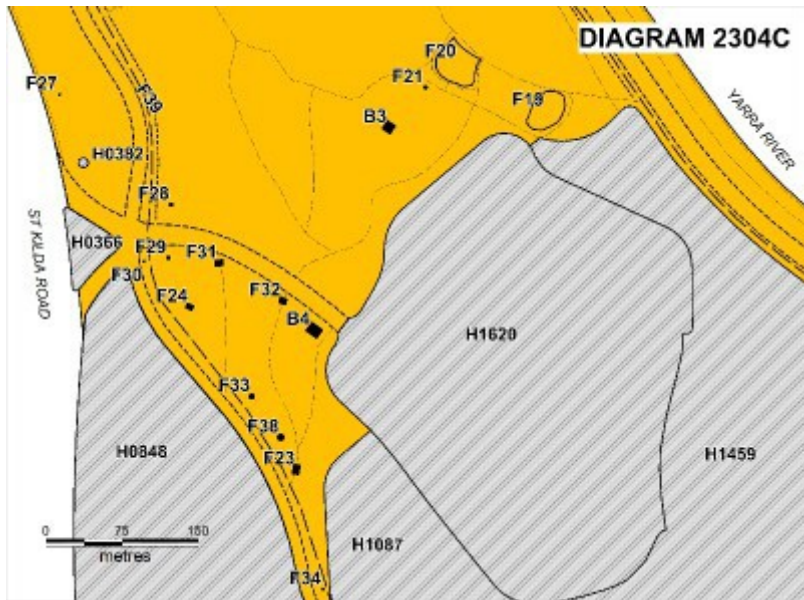 DIAGRAM 2304C
F20
F27
F21
F39
F19
YARRA RIVER
B3
H0382
F28
H0366
F29
F31
ST KILDA ROAD
F30
F24
F32
B4
H1620
F33
F38
H0848
F23
H1459
0 75 150
metres
H1087
F34